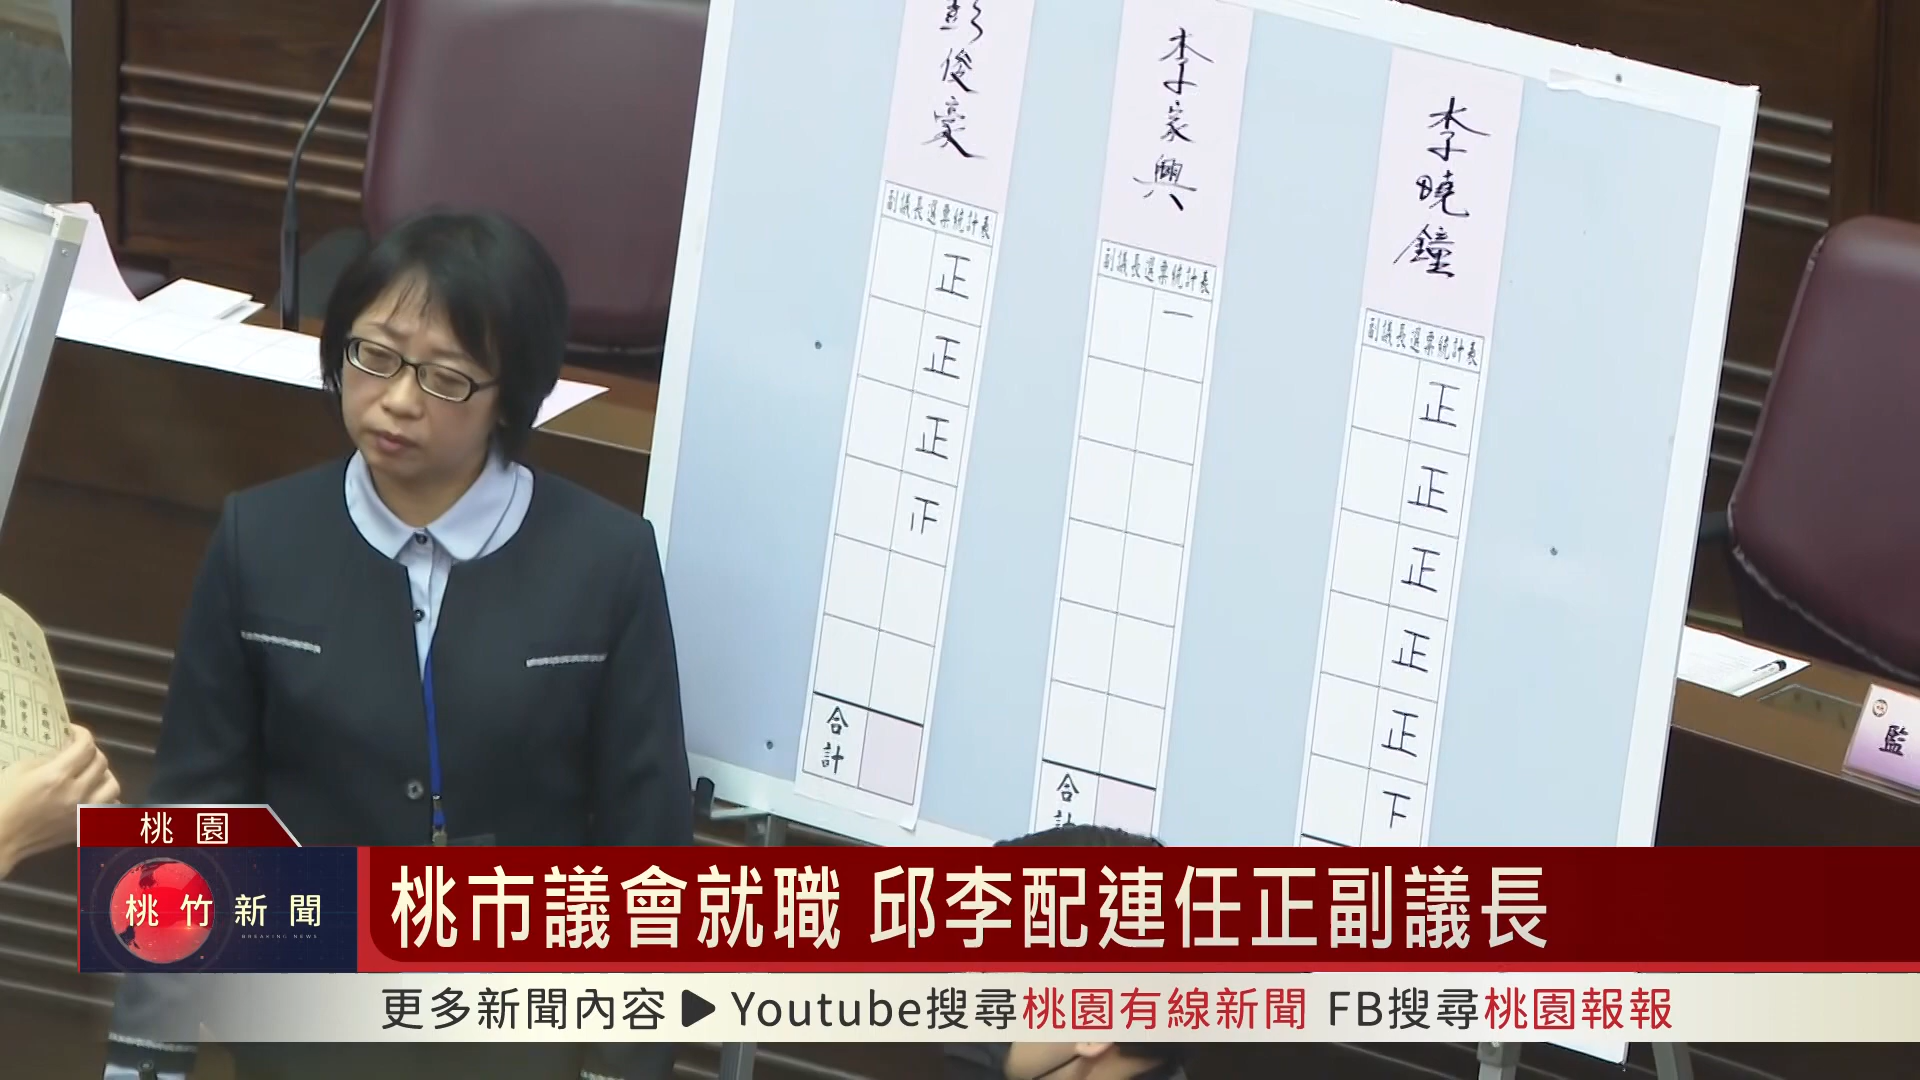 彭俊豪
副議長選票統計表
正
正
正
正
合計
李家興
副議長選票統計表
一
合計
李曉鐘
副議長選票統計表
正
正
正
正
正
下
監
桃園
桃竹新聞
BREAKING NEWS
桃市議會就職 邱李配連任正副議長
更多新聞內容▶Youtube搜尋桃園有線新聞 FB搜尋桃園報報